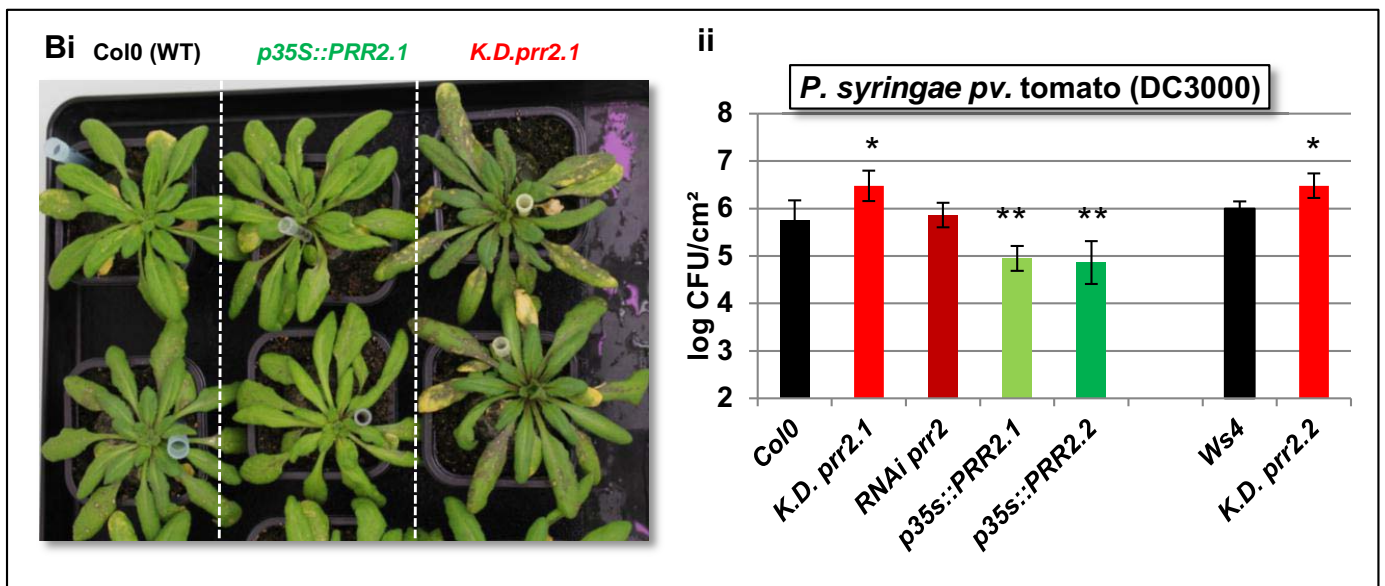 Bi Col0 (WT) p35S::PRR2.1 K.D.prr2.1
ii
P. syringae pv. tomato (DC3000)
log CFU/cm²
8
7
6
5
4
3
2
*
**
**
*
Col0
K.D. prr2.1
RNAi prr2
p35s::PRR2.1
p35s::PRR2.2
Ws4
K.D. prr2.2